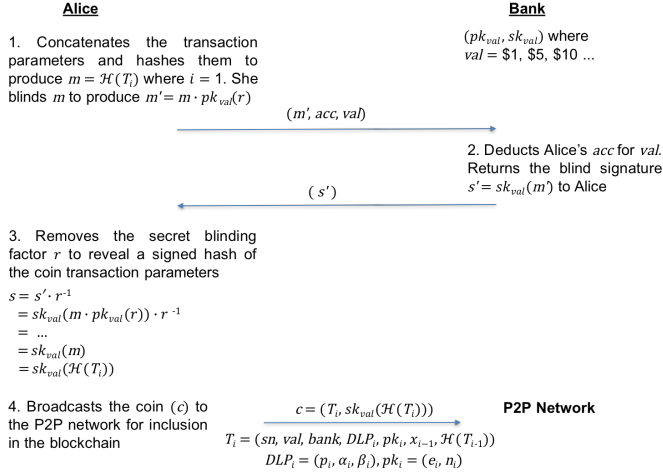 Alice
Bank
1. Concatenates the transaction
parameters and hashes them to
produce m = ℋ(Tᵢ) where i = 1. She
blinds m to produce m′= m · pk_val(r)
(pk_val, sk_val) where
val = $1, $5, $10 ...
(m′, acc, val)
2. Deducts Alice's acc for val.
Returns the blind signature
s′= sk_val(m′) to Alice
( s′)
3. Removes the secret blinding
factor r to reveal a signed hash of
the coin transaction parameters
s = s′· r⁻¹
= sk_val(m · pk_val(r)) · r ⁻¹
= ...
= sk_val(m)
= sk_val(ℋ(Tᵢ))
4. Broadcasts the coin (c) to
the P2P network for inclusion
in the blockchain
c = (Tᵢ, sk_val(ℋ(Tᵢ)))
P2P Network
Tᵢ = (sn, val, bank, DLPᵢ, pkᵢ, xᵢ₋₁, ℋ(Tᵢ₋₁))
DLPᵢ = (pᵢ, αᵢ, βᵢ), pkᵢ = (eᵢ, nᵢ)